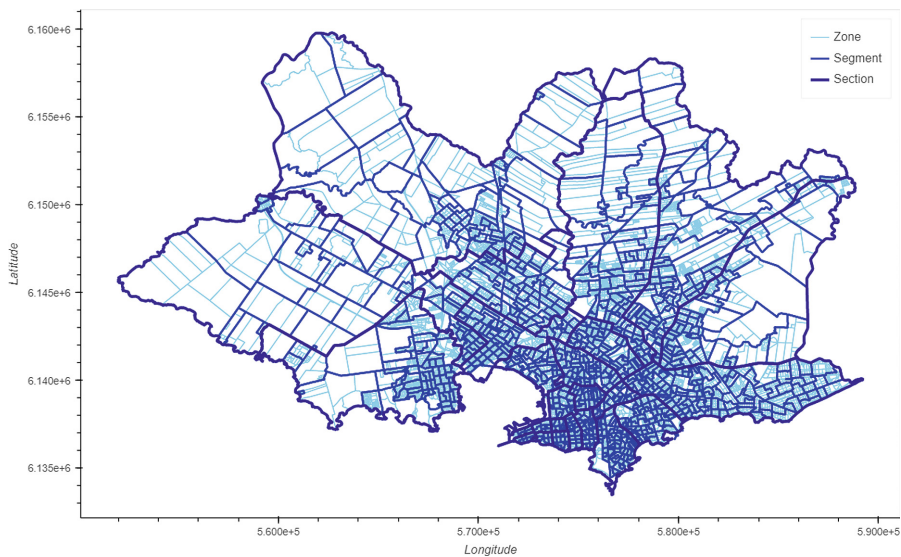 Zone
Segment
Section
6.160e+6
6.155e+6
6.150e+6
6.145e+6
6.140e+6
6.135e+6
Latitude
5.600e+5
5.700e+5
5.800e+5
5.900e+5
Longitude